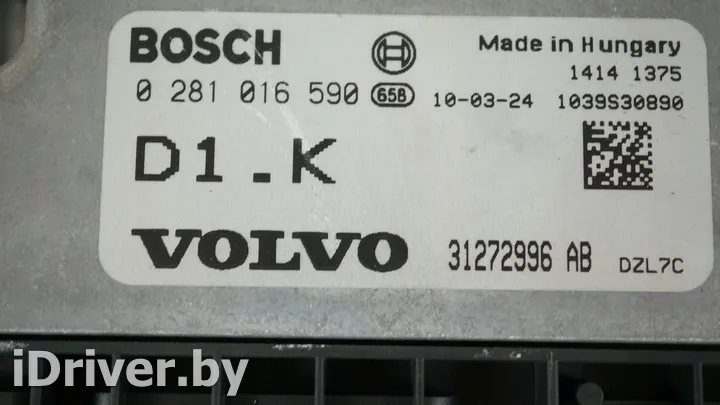 BOSCH
Made in Hungary
1414 1375
0 281 016 590 65B 10-03-24 1039S30890
D1.K
VOLVO 31272996 AB DZL7C
iDriver.by